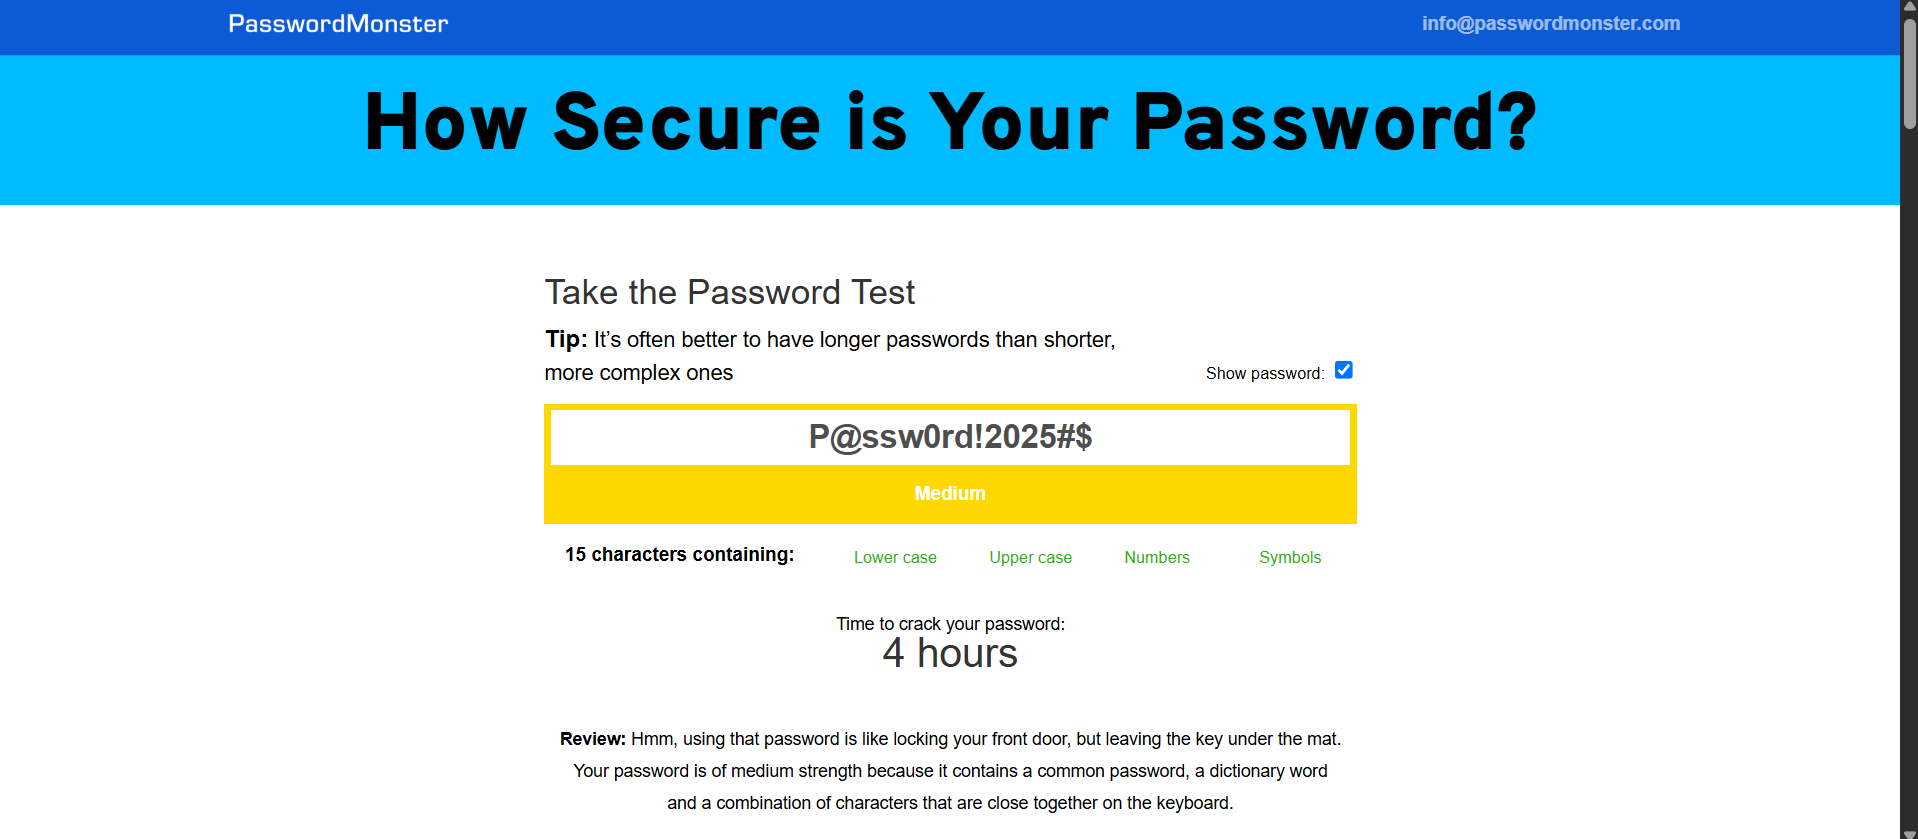 PasswordMonster
info@passwordmonster.com
How Secure is Your Password?
Take the Password Test
Tip: It’s often better to have longer passwords than shorter,
more complex ones
Show password:
P@ssw0rd!2025#$
Medium
15 characters containing:
Lower case
Upper case
Numbers
Symbols
Time to crack your password:
4 hours
Review: Hmm, using that password is like locking your front door, but leaving the key under the mat.
Your password is of medium strength because it contains a common password, a dictionary word
and a combination of characters that are close together on the keyboard.